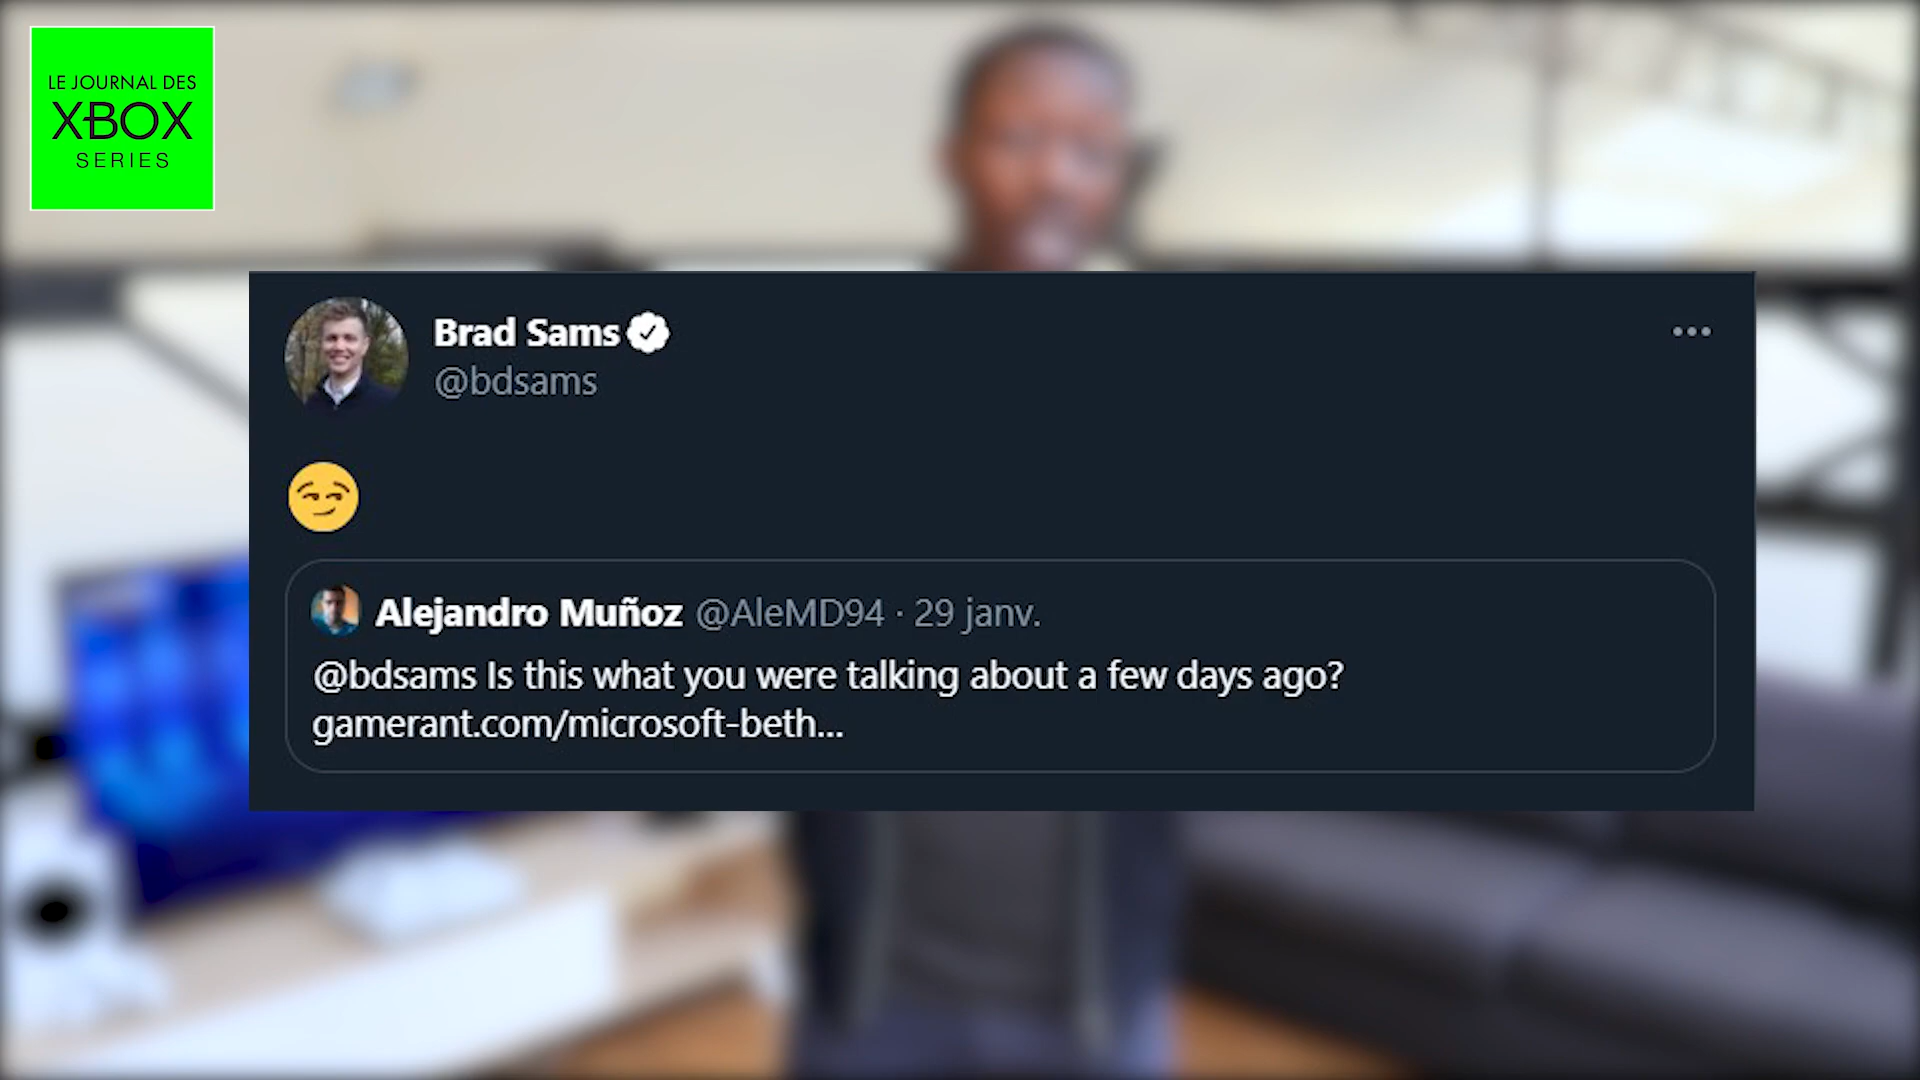 LE JOURNAL DES
XBOX
SERIES
Brad Sams
@bdsams
Alejandro Muñoz @AleMD94 · 29 janv.
@bdsams Is this what you were talking about a few days ago?
gamerant.com/microsoft-beth...